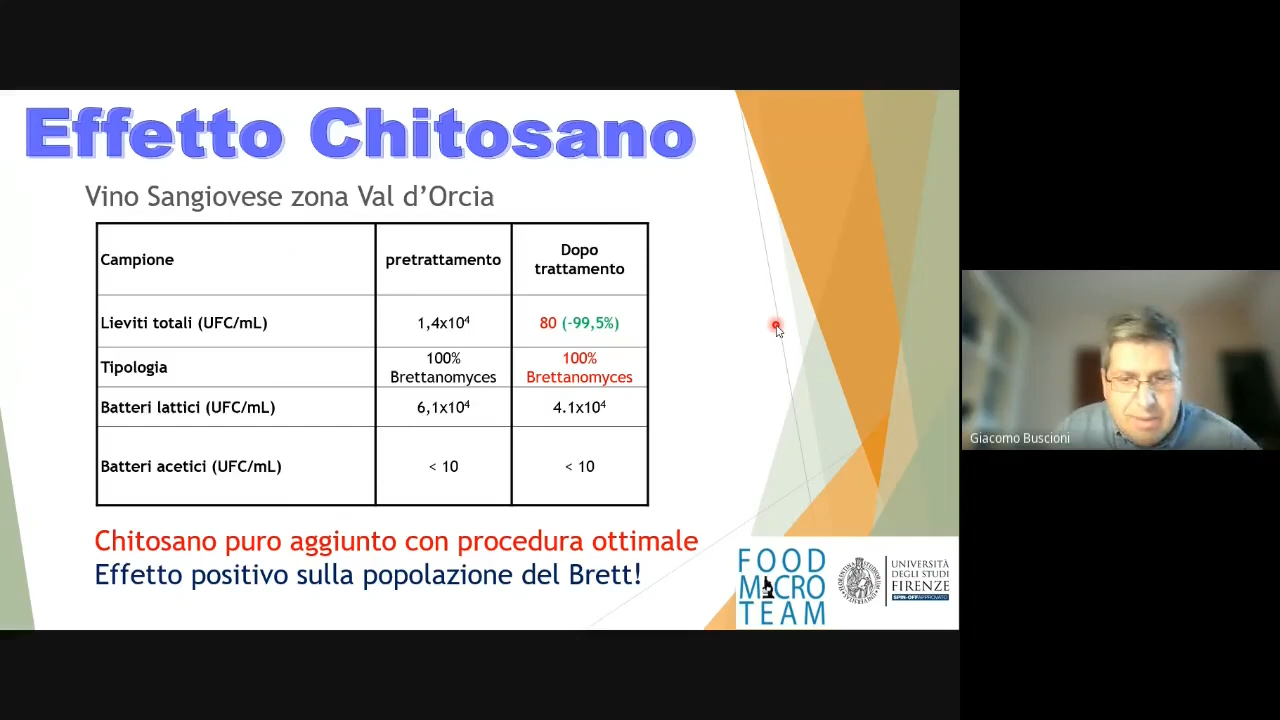 Effetto Chitosano
Vino Sangiovese zona Val d'Orcia
Campione pretrattamento Dopo trattamento
Lieviti totali (UFC/mL) 1,4x10⁴ 80 (-99,5%)
Tipologia 100% Brettanomyces 100% Brettanomyces
Batteri lattici (UFC/mL) 6,1x10⁴ 4.1x10⁴
Batteri acetici (UFC/mL) < 10 < 10
Chitosano puro aggiunto con procedura ottimale
Effetto positivo sulla popolazione del Brett!
FOOD
MICRO
TEAM
UNIVERSITÀ
DEGLI STUDI
FIRENZE
SPIN-OFF APPROVATO
Giacomo Buscioni